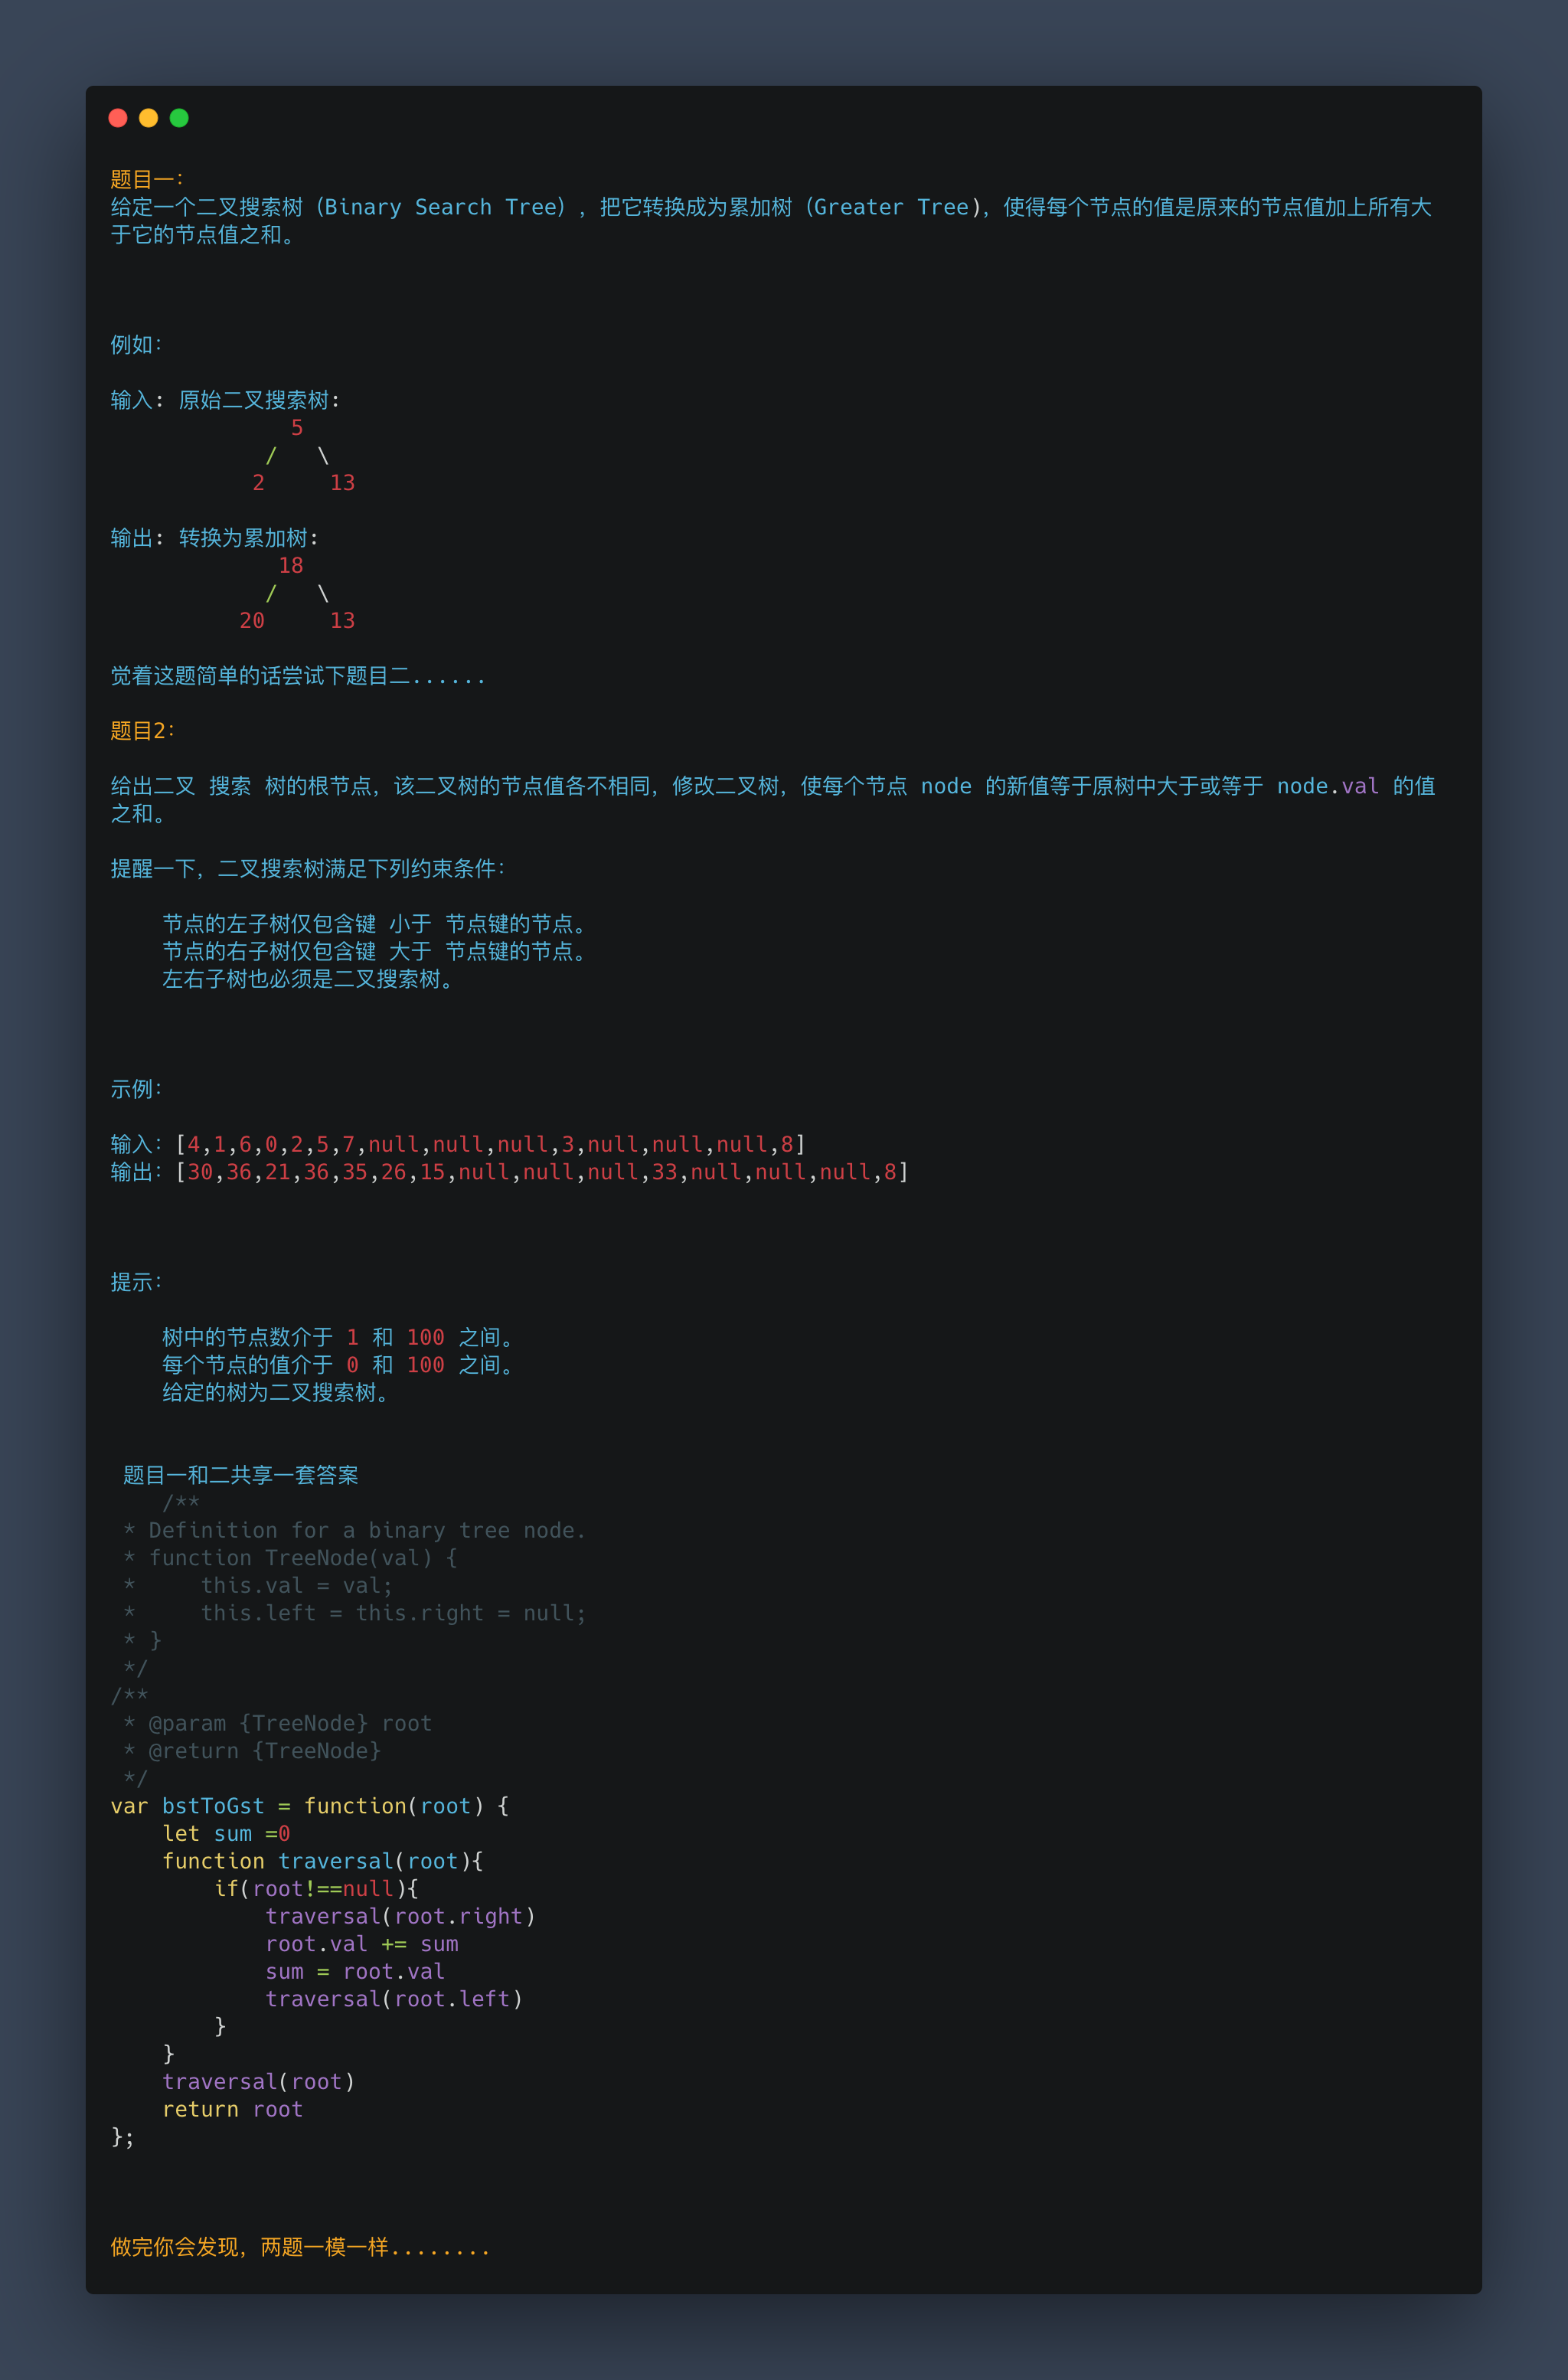 题目一：
给定一个二叉搜索树（Binary Search Tree），把它转换成为累加树（Greater Tree)，使得每个节点的值是原来的节点值加上所有大
于它的节点值之和。
例如：
输入: 原始二叉搜索树:
              5
            /   \
           2     13
输出: 转换为累加树:
             18
            /   \
          20     13
觉着这题简单的话尝试下题目二......
题目2：
给出二叉 搜索 树的根节点，该二叉树的节点值各不相同，修改二叉树，使每个节点 node 的新值等于原树中大于或等于 node.val 的值
之和。
提醒一下，二叉搜索树满足下列约束条件：
    节点的左子树仅包含键 小于 节点键的节点。
    节点的右子树仅包含键 大于 节点键的节点。
    左右子树也必须是二叉搜索树。
示例：
输入：[4,1,6,0,2,5,7,null,null,null,3,null,null,null,8]
输出：[30,36,21,36,35,26,15,null,null,null,33,null,null,null,8]
提示：
    树中的节点数介于 1 和 100 之间。
    每个节点的值介于 0 和 100 之间。
    给定的树为二叉搜索树。
 题目一和二共享一套答案
    /**
 * Definition for a binary tree node.
 * function TreeNode(val) {
 *     this.val = val;
 *     this.left = this.right = null;
 * }
 */
/**
 * @param {TreeNode} root
 * @return {TreeNode}
 */
var bstToGst = function(root) {
    let sum =0
    function traversal(root){
        if(root!==null){
            traversal(root.right)
            root.val += sum
            sum = root.val
            traversal(root.left)
        }
    }
    traversal(root)
    return root
};
做完你会发现，两题一模一样........